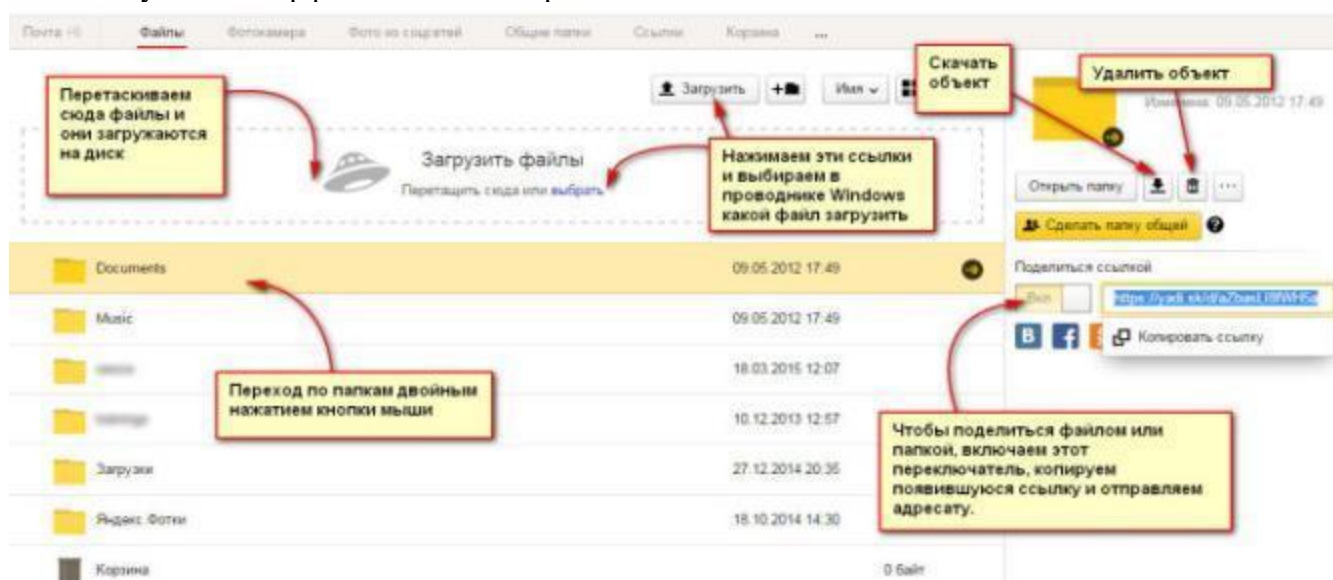 Почта
Файлы
Фотокамера
Фото из соцсетей
Общие папки
Ссылки
Корзина
...
Перетаскиваем
сюда файлы и
они загружаются
на диск
Загрузить
Имя
Скачать
объект
Удалить объект
Изменена: 09.05.2012 17:49
Загрузить файлы
Перетащить сюда или выбрать
Нажимаем эти ссылки
и выбираем в
проводнике Windows
какой файл загрузить
Открыть папку
Сделать папку общей
Поделиться ссылкой
Вкл
Копировать ссылку
Documents 09.05.2012 17:49
Music 09.05.2012 17:49
18.03.2015 12:07
10.12.2013 12:57
Загрузки 27.12.2014 20:35
Яндекс Фотки 18.10.2014 14:30
Корзина 0 байт
Переход по папкам двойным
нажатием кнопки мыши
Чтобы поделиться файлом или
папкой, включаем этот
переключатель, копируем
появившуюся ссылку и отправляем
адресату.